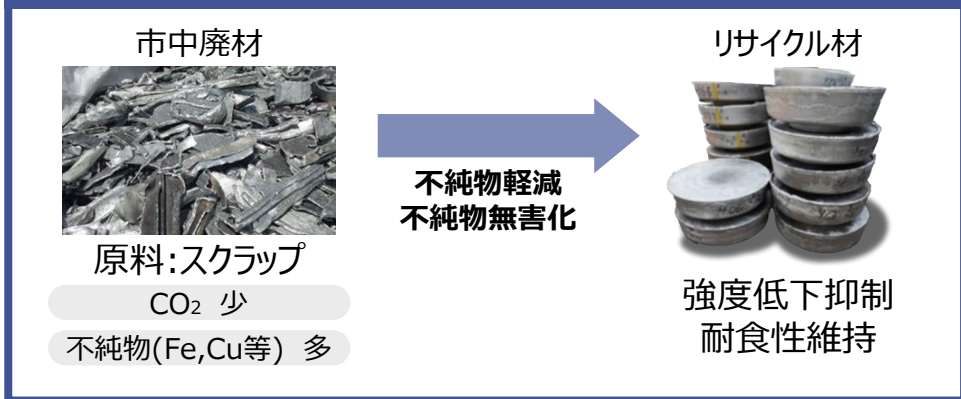 市中廃材
リサイクル材
不純物軽減
不純物無害化
原料:スクラップ
CO₂ 少
不純物(Fe,Cu等) 多
強度低下抑制
耐食性維持